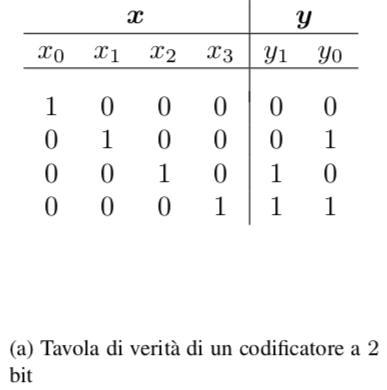 x y
x0 x1 x2 x3 y1 y0
1 0 0 0 0 0
0 1 0 0 0 1
0 0 1 0 1 0
0 0 0 1 1 1
(a) Tavola di verità di un codificatore a 2
bit